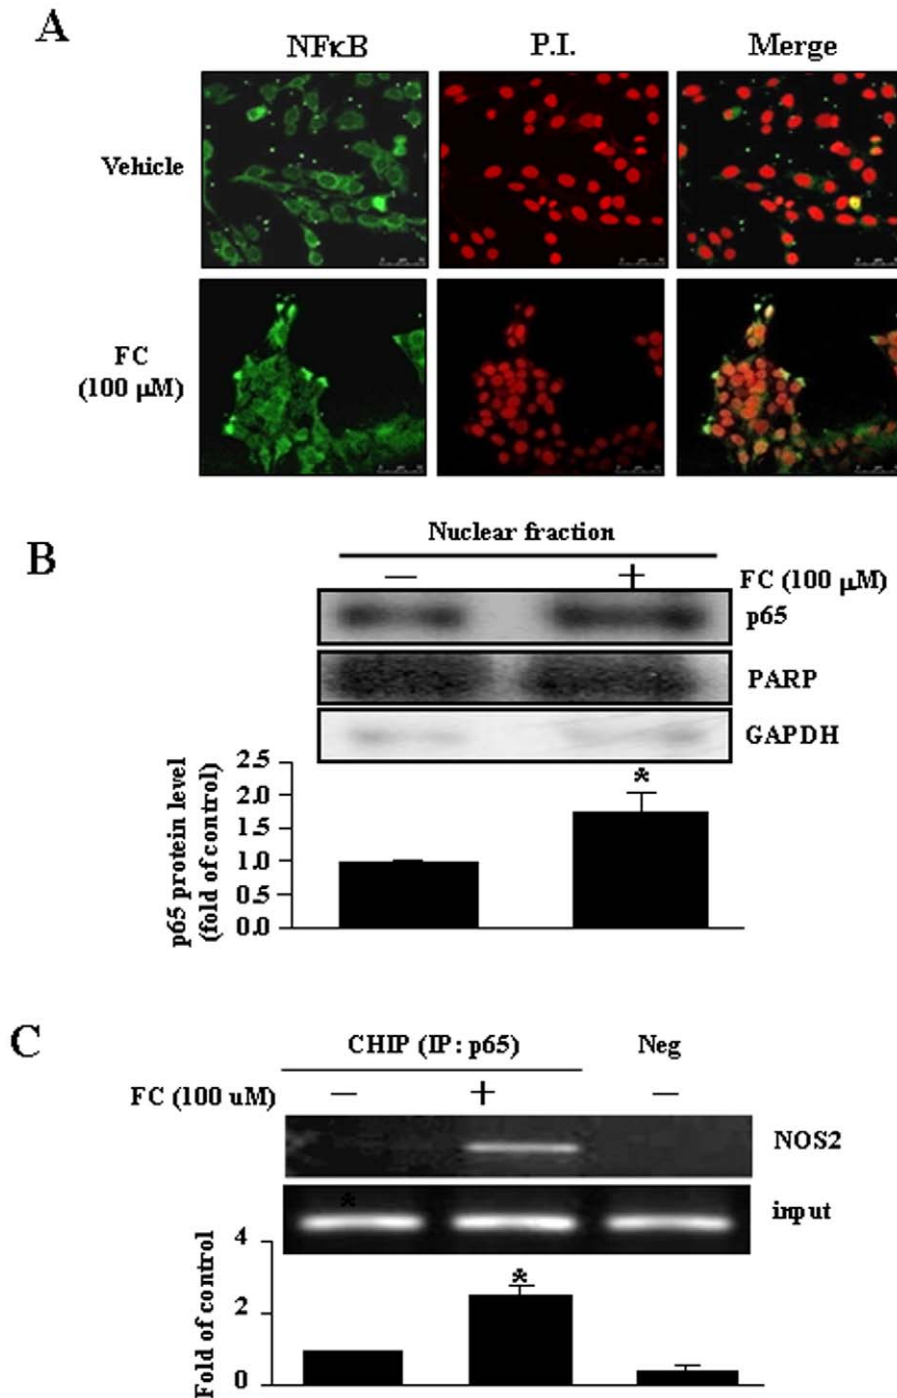 A
NFκB P.I. Merge
Vehicle
FC
(100 μM)
B
Nuclear fraction
— + FC (100 μM)
p65
PARP
GAPDH
p65 protein level
(fold of control)
2.5
2.0
1.5
1.0
0.5
0.0
*
C
CHIP (IP: p65) Neg
FC (100 uM) — + —
NOS2
*
input
Fold of control
4
2
0
*